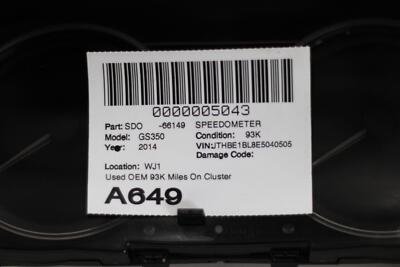 0000005043
Part: SDO -66149 SPEEDOMETER
Model: GS350 Condition: 93K
Year: 2014 VIN:JTHBE1BL8E5040505
Damage Code:
Location: WJ1
Used OEM 93K Miles On Cluster
A649